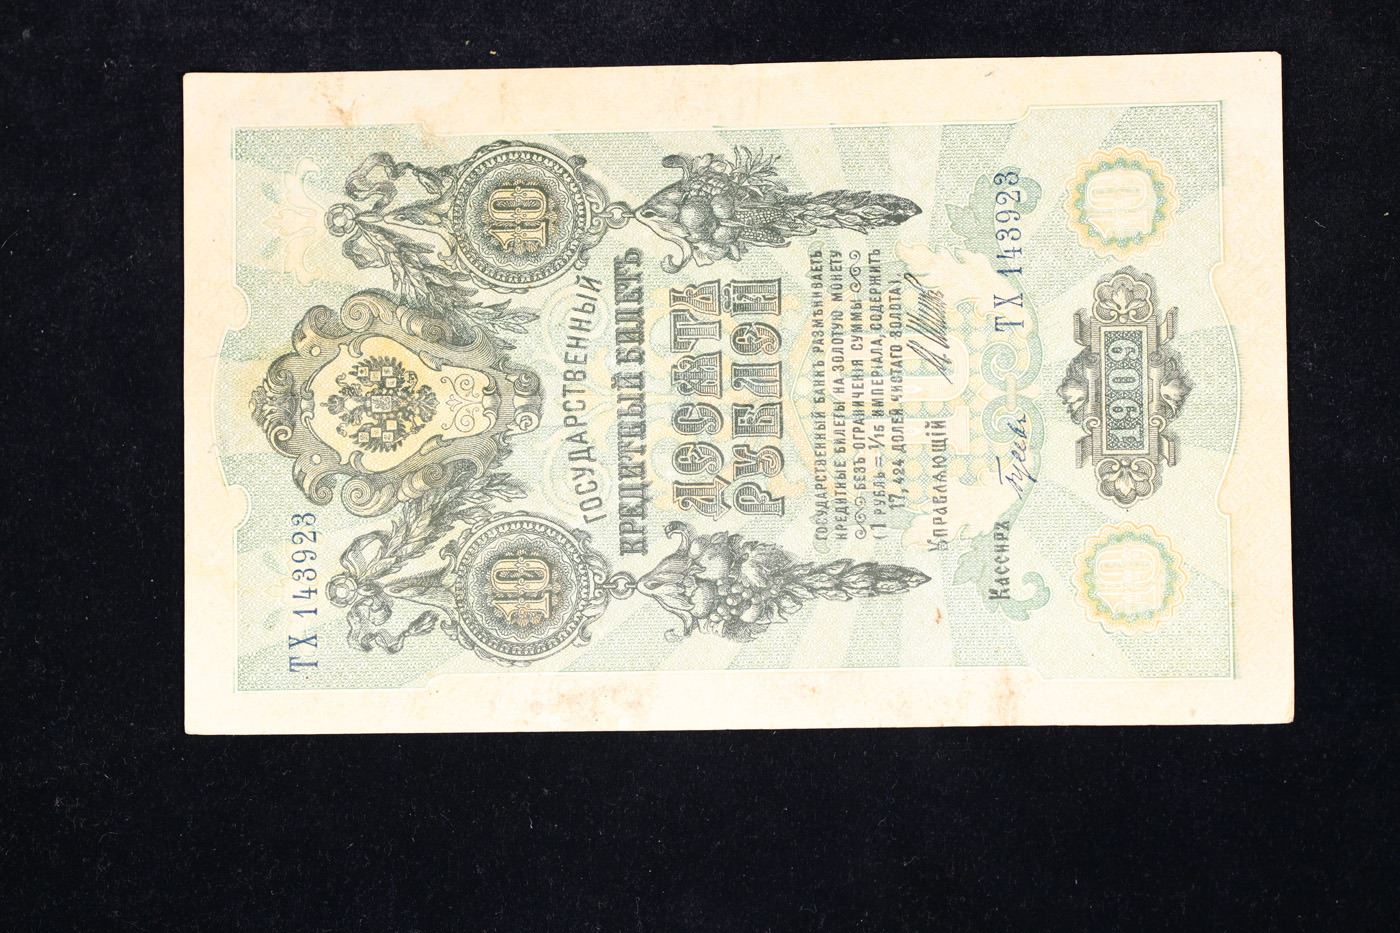 ТХ 143923
10
10
ГОСУДАРСТВЕННЫЙ
КРЕДИТНЫЙ БИЛЕТЪ
ДЕСЯТЬ
РУБЛЕЙ
ГОСУДАРСТВЕННЫЙ БАНКЪ РАЗМѢНИВАЕТЪ
КРЕДИТНЫЕ БИЛЕТЫ НА ЗОЛОТУЮ МОНЕТУ
БЕЗЪ ОГРАНИЧЕНІЯ СУММЫ
(1 РУБЛЬ = 1/15 ИМПЕРІАЛА, СОДЕРЖИТЪ
17,424 ДОЛЕЙ ЧИСТАГО ЗОЛОТА).
Управляющій
10
Кассиръ
ТХ 143923
10
1909
10